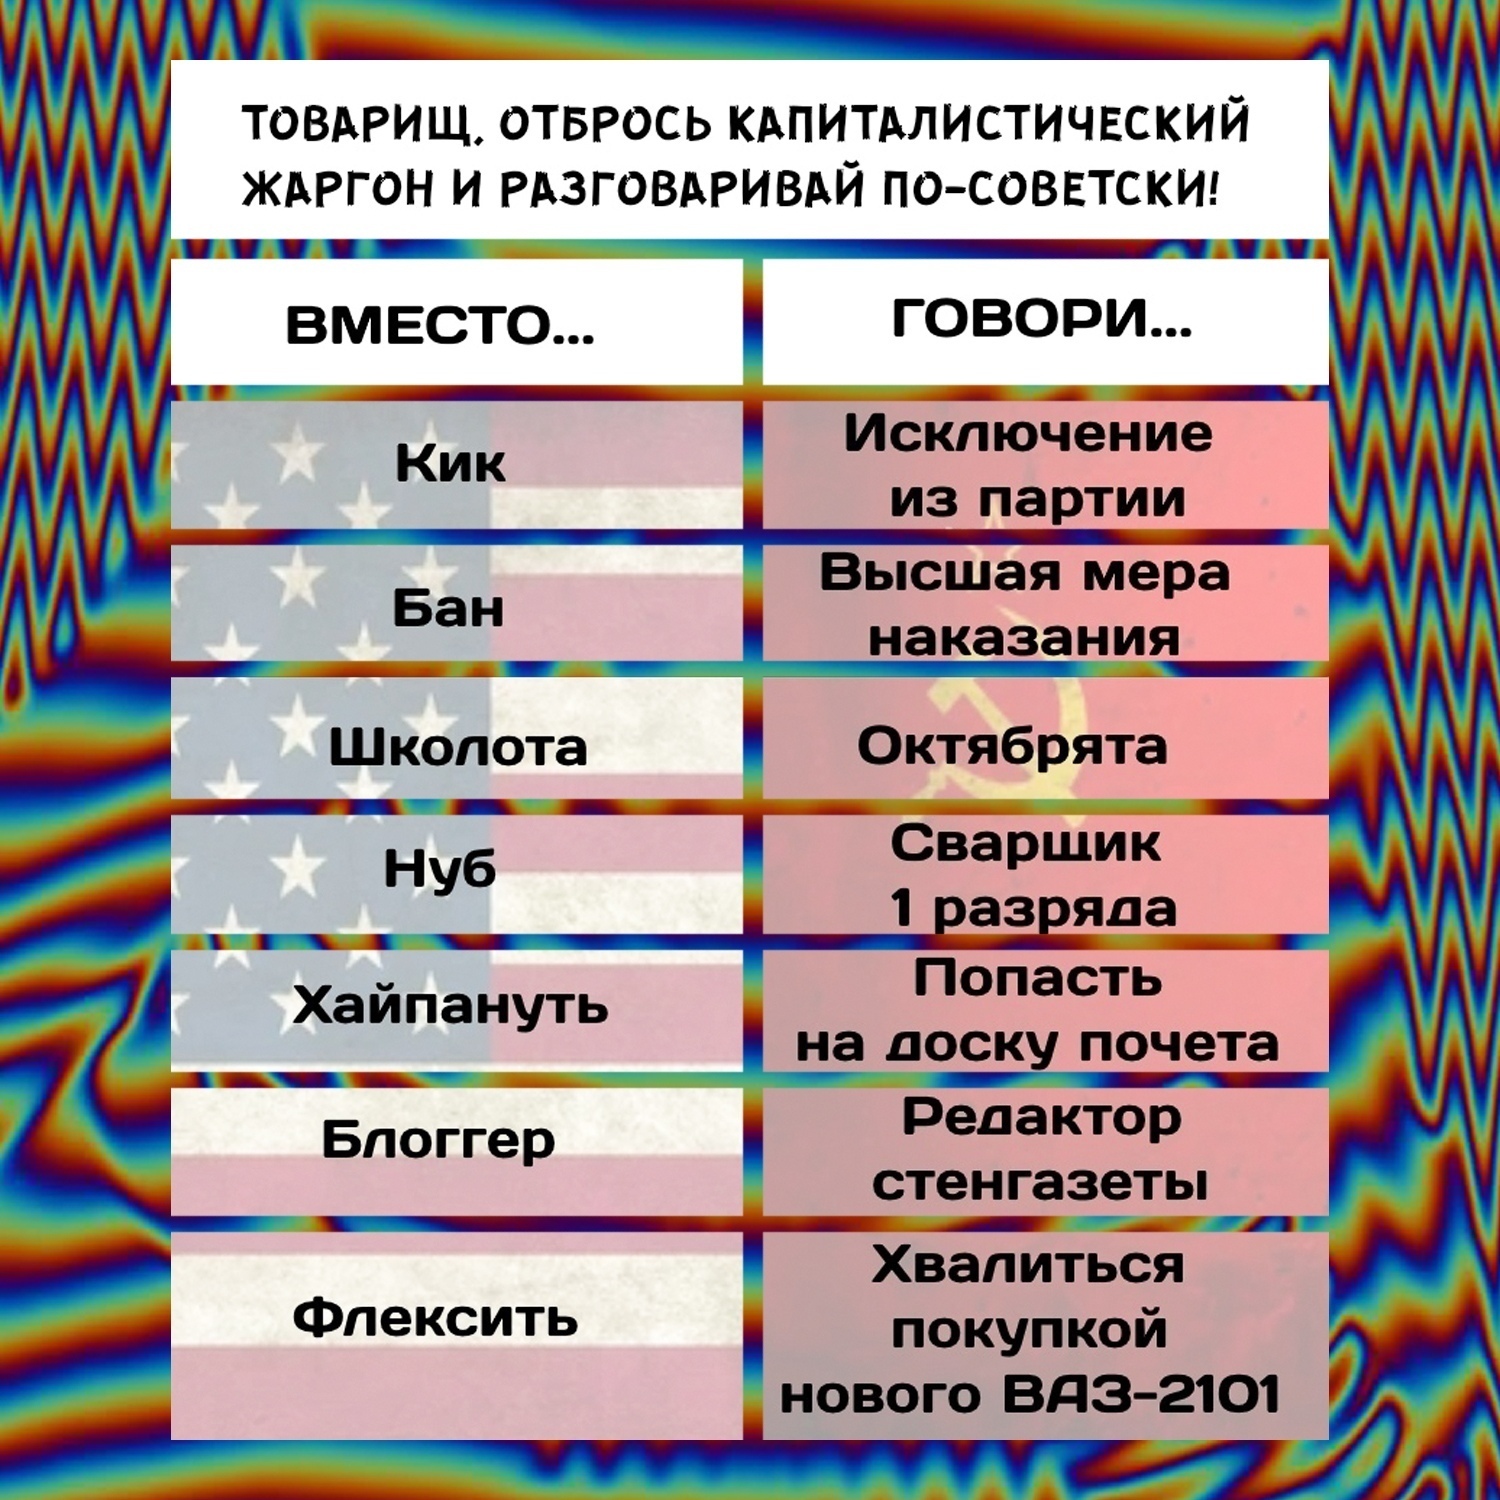 ТОВАРИЩ, ОТБРОСЬ КАПИТАЛИСТИЧЕСКИЙ
ЖАРГОН И РАЗГОВАРИВАЙ ПО-СОВЕТСКИ!
ВМЕСТО...
ГОВОРИ...
Кик
Исключение
из партии
Бан
Высшая мера
наказания
Школота
Октябрята
Нуб
Сварщик
1 разряда
Хайпануть
Попасть
на доску почета
Блоггер
Редактор
стенгазеты
Флексить
Хвалиться
покупкой
нового ВАЗ-2101